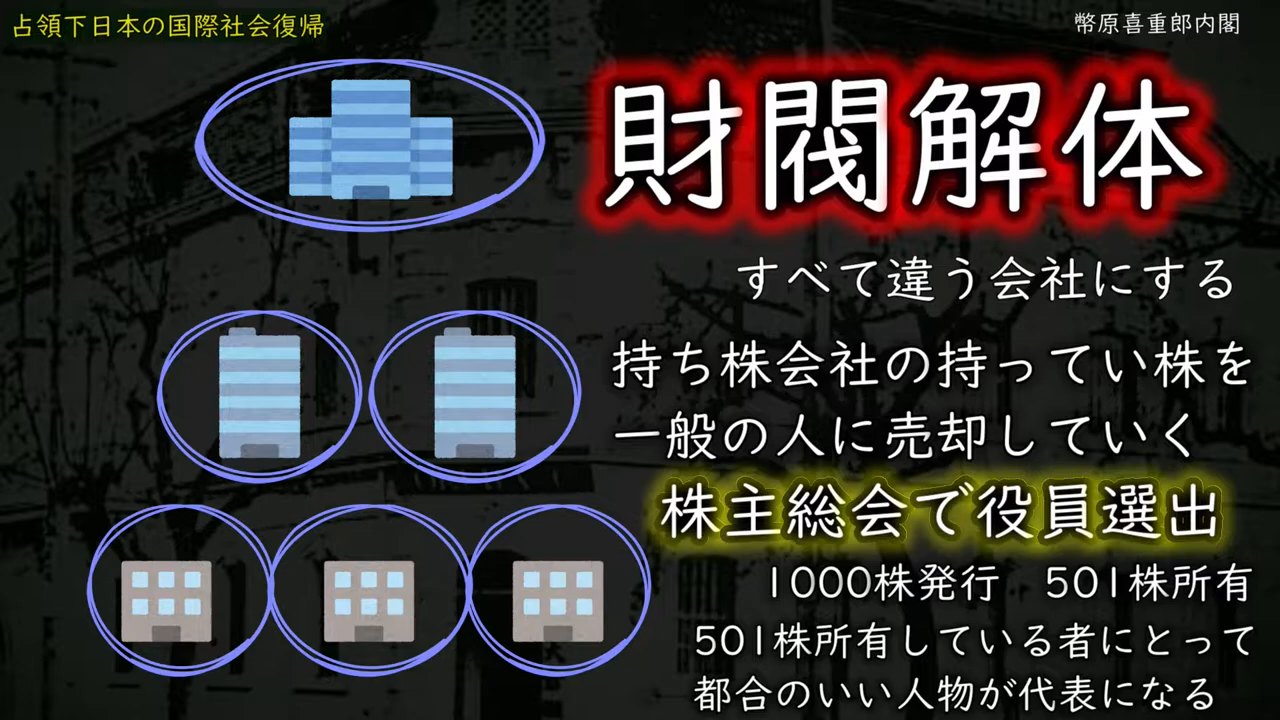 占領下日本の国際社会復帰
幣原喜重郎内閣
財閥解体
すべて違う会社にする
持ち株会社の持ってい株を
一般の人に売却していく
株主総会で役員選出
1000株発行　501株所有
501株所有している者にとって
都合のいい人物が代表になる